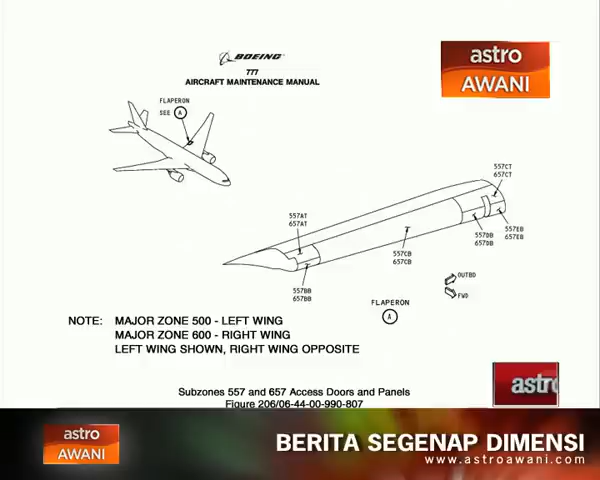 BOEING
777
AIRCRAFT MAINTENANCE MANUAL
astro
AWANI
FLAPERON
SEE A
557CT
657CT
557AT
657AT
557EB
657EB
557DB
657DB
557CB
657CB
557BB
657BB
OUTBD
FWD
FLAPERON
A
NOTE: MAJOR ZONE 500 - LEFT WING
MAJOR ZONE 600 - RIGHT WING
LEFT WING SHOWN, RIGHT WING OPPOSITE
astro
Subzones 557 and 657 Access Doors and Panels
Figure 206/06-44-00-990-807
astro
AWANI
BERITA SEGENAP DIMENSI
www.astroawani.com